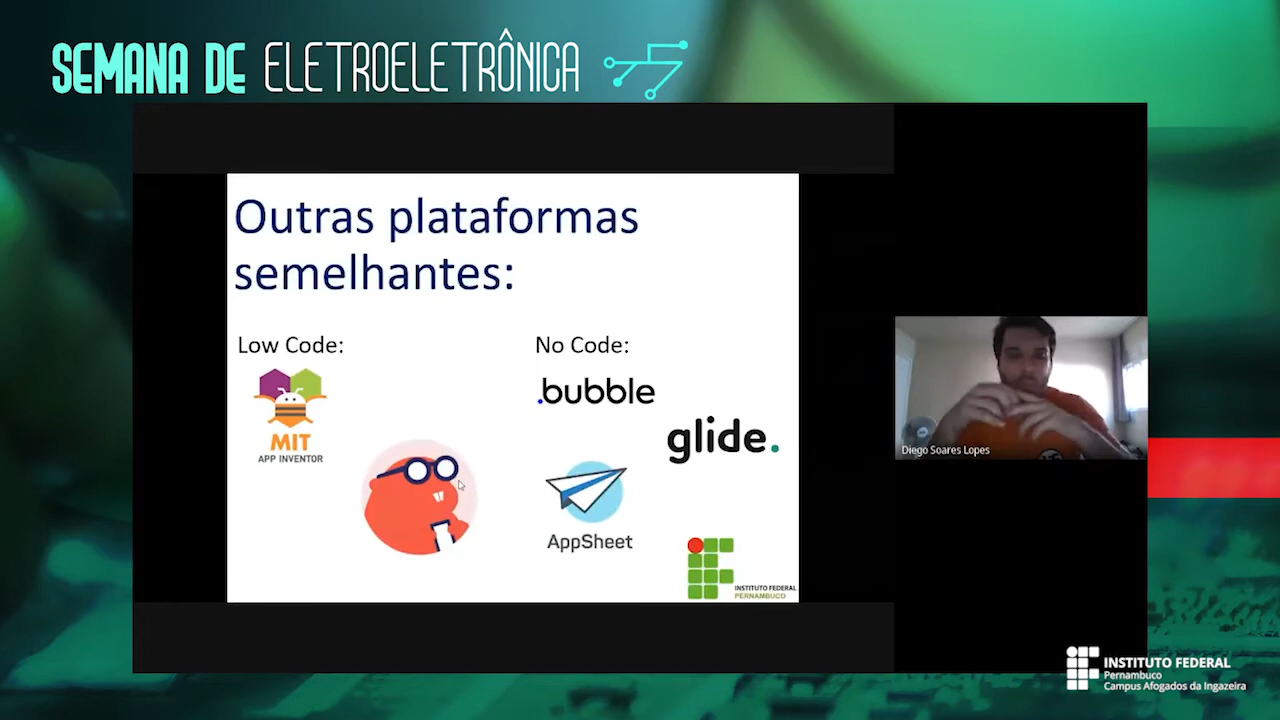 SEMANA DE ELETROELETRÔNICA
Outras plataformas
semelhantes:
Low Code:
No Code:
MIT
APP INVENTOR
.bubble
glide.
AppSheet
INSTITUTO FEDERAL
PERNAMBUCO
Diego Soares Lopes
INSTITUTO FEDERAL
Pernambuco
Campus Afogados da Ingazeira